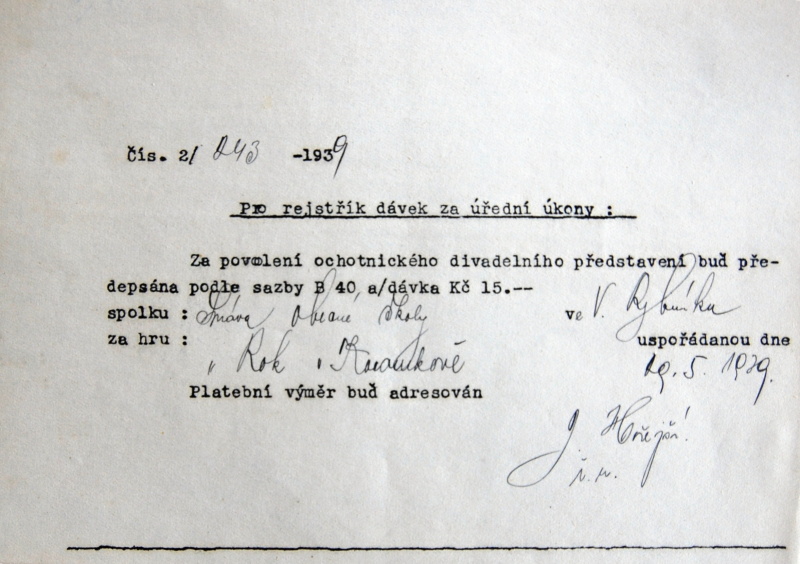 Čís. 2/ 243 -1939
Pro rejstřík dávek za úřední úkony :
Za povolení ochotnického divadelního představení buď pře-
depsána podle sazby B 40 a/dávka Kč 15.--
spolku : Správa obecné školy ve V. Rybníku
za hru : uspořádanou dne
„ Rok 29. 5. 1939.
Platební výměr buď adresován
J. Hořejší
ř. u.